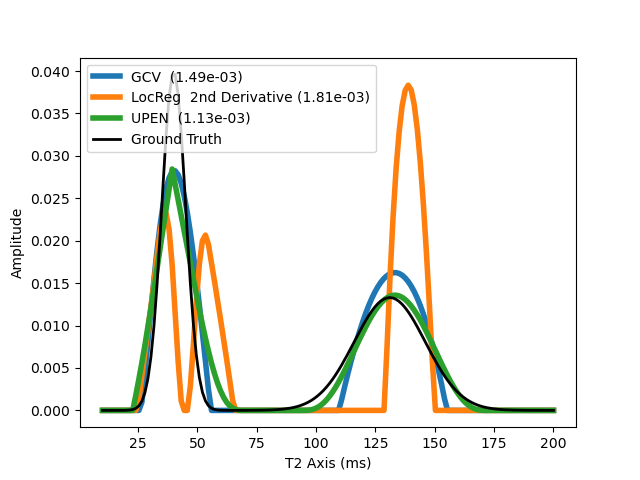 GCV (1.49e-03)
LocReg 2nd Derivative (1.81e-03)
UPEN (1.13e-03)
Ground Truth
0.040
0.035
0.030
0.025
0.020
0.015
0.010
0.005
0.000
Amplitude
25 50 75 100 125 150 175 200
T2 Axis (ms)